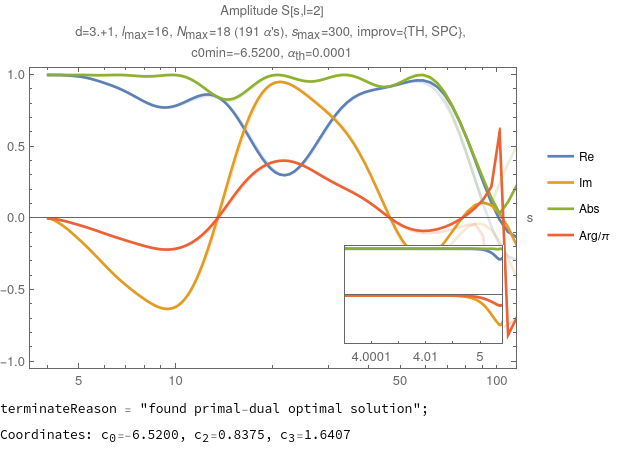 Amplitude S[s,l=2]
d=3.+1, lmax=16, Nmax=18 (191 α's), smax=300, improv={TH, SPC},
c0min=-6.5200, αth=0.0001
1.0
0.5
0.0
-0.5
-1.0
s
Re
Im
Abs
Arg/π
4.0001 4.01 5
5 10 50 100
terminateReason = "found primal-dual optimal solution";
Coordinates: c0=-6.5200, c2=0.8375, c3=1.6407